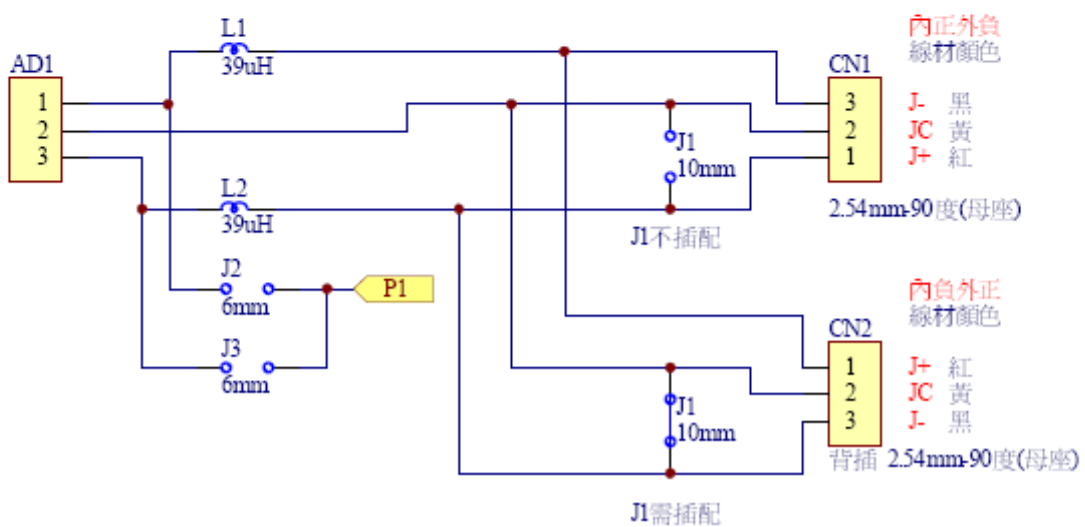 L1
39uH
AD1
1
2
3
內正外負
線材顏色
CN1
3 J- 黑
2 JC 黃
1 J+ 紅
2.54mm-90度(母座)
J1
10mm
J1不插配
L2
39uH
J2
6mm
P1
J3
6mm
內負外正
線材顏色
CN2
1 J+ 紅
2 JC 黃
3 J- 黑
背插 2.54mm-90度(母座)
J1
10mm
J1需插配